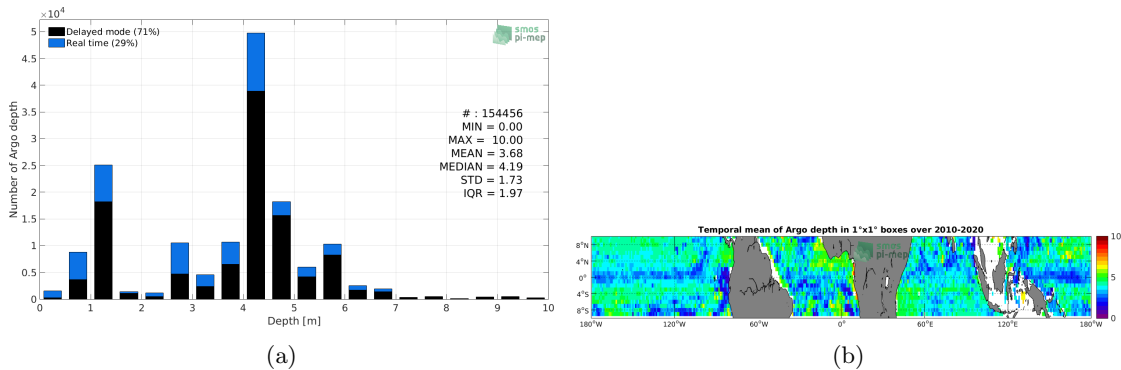 ×10⁴
Delayed mode (71%)
Real time (29%)
smos
pi-mep
5
4.5
4
3.5
3
2.5
2
1.5
1
0.5
0
Number of Argo depth
# : 154456
MIN = 0.00
MAX = 10.00
MEAN = 3.68
MEDIAN = 4.19
STD = 1.73
IQR = 1.97
0 1 2 3 4 5 6 7 8 9 10
Depth [m]
(a)
Temporal mean of Argo depth in 1°x1° boxes over 2010-2020
smos
pi-mep
8°N
4°N
0°
4°S
8°S
180°W 120°W 60°W 0° 60°E 120°E 180°W
10
5
0
(b)